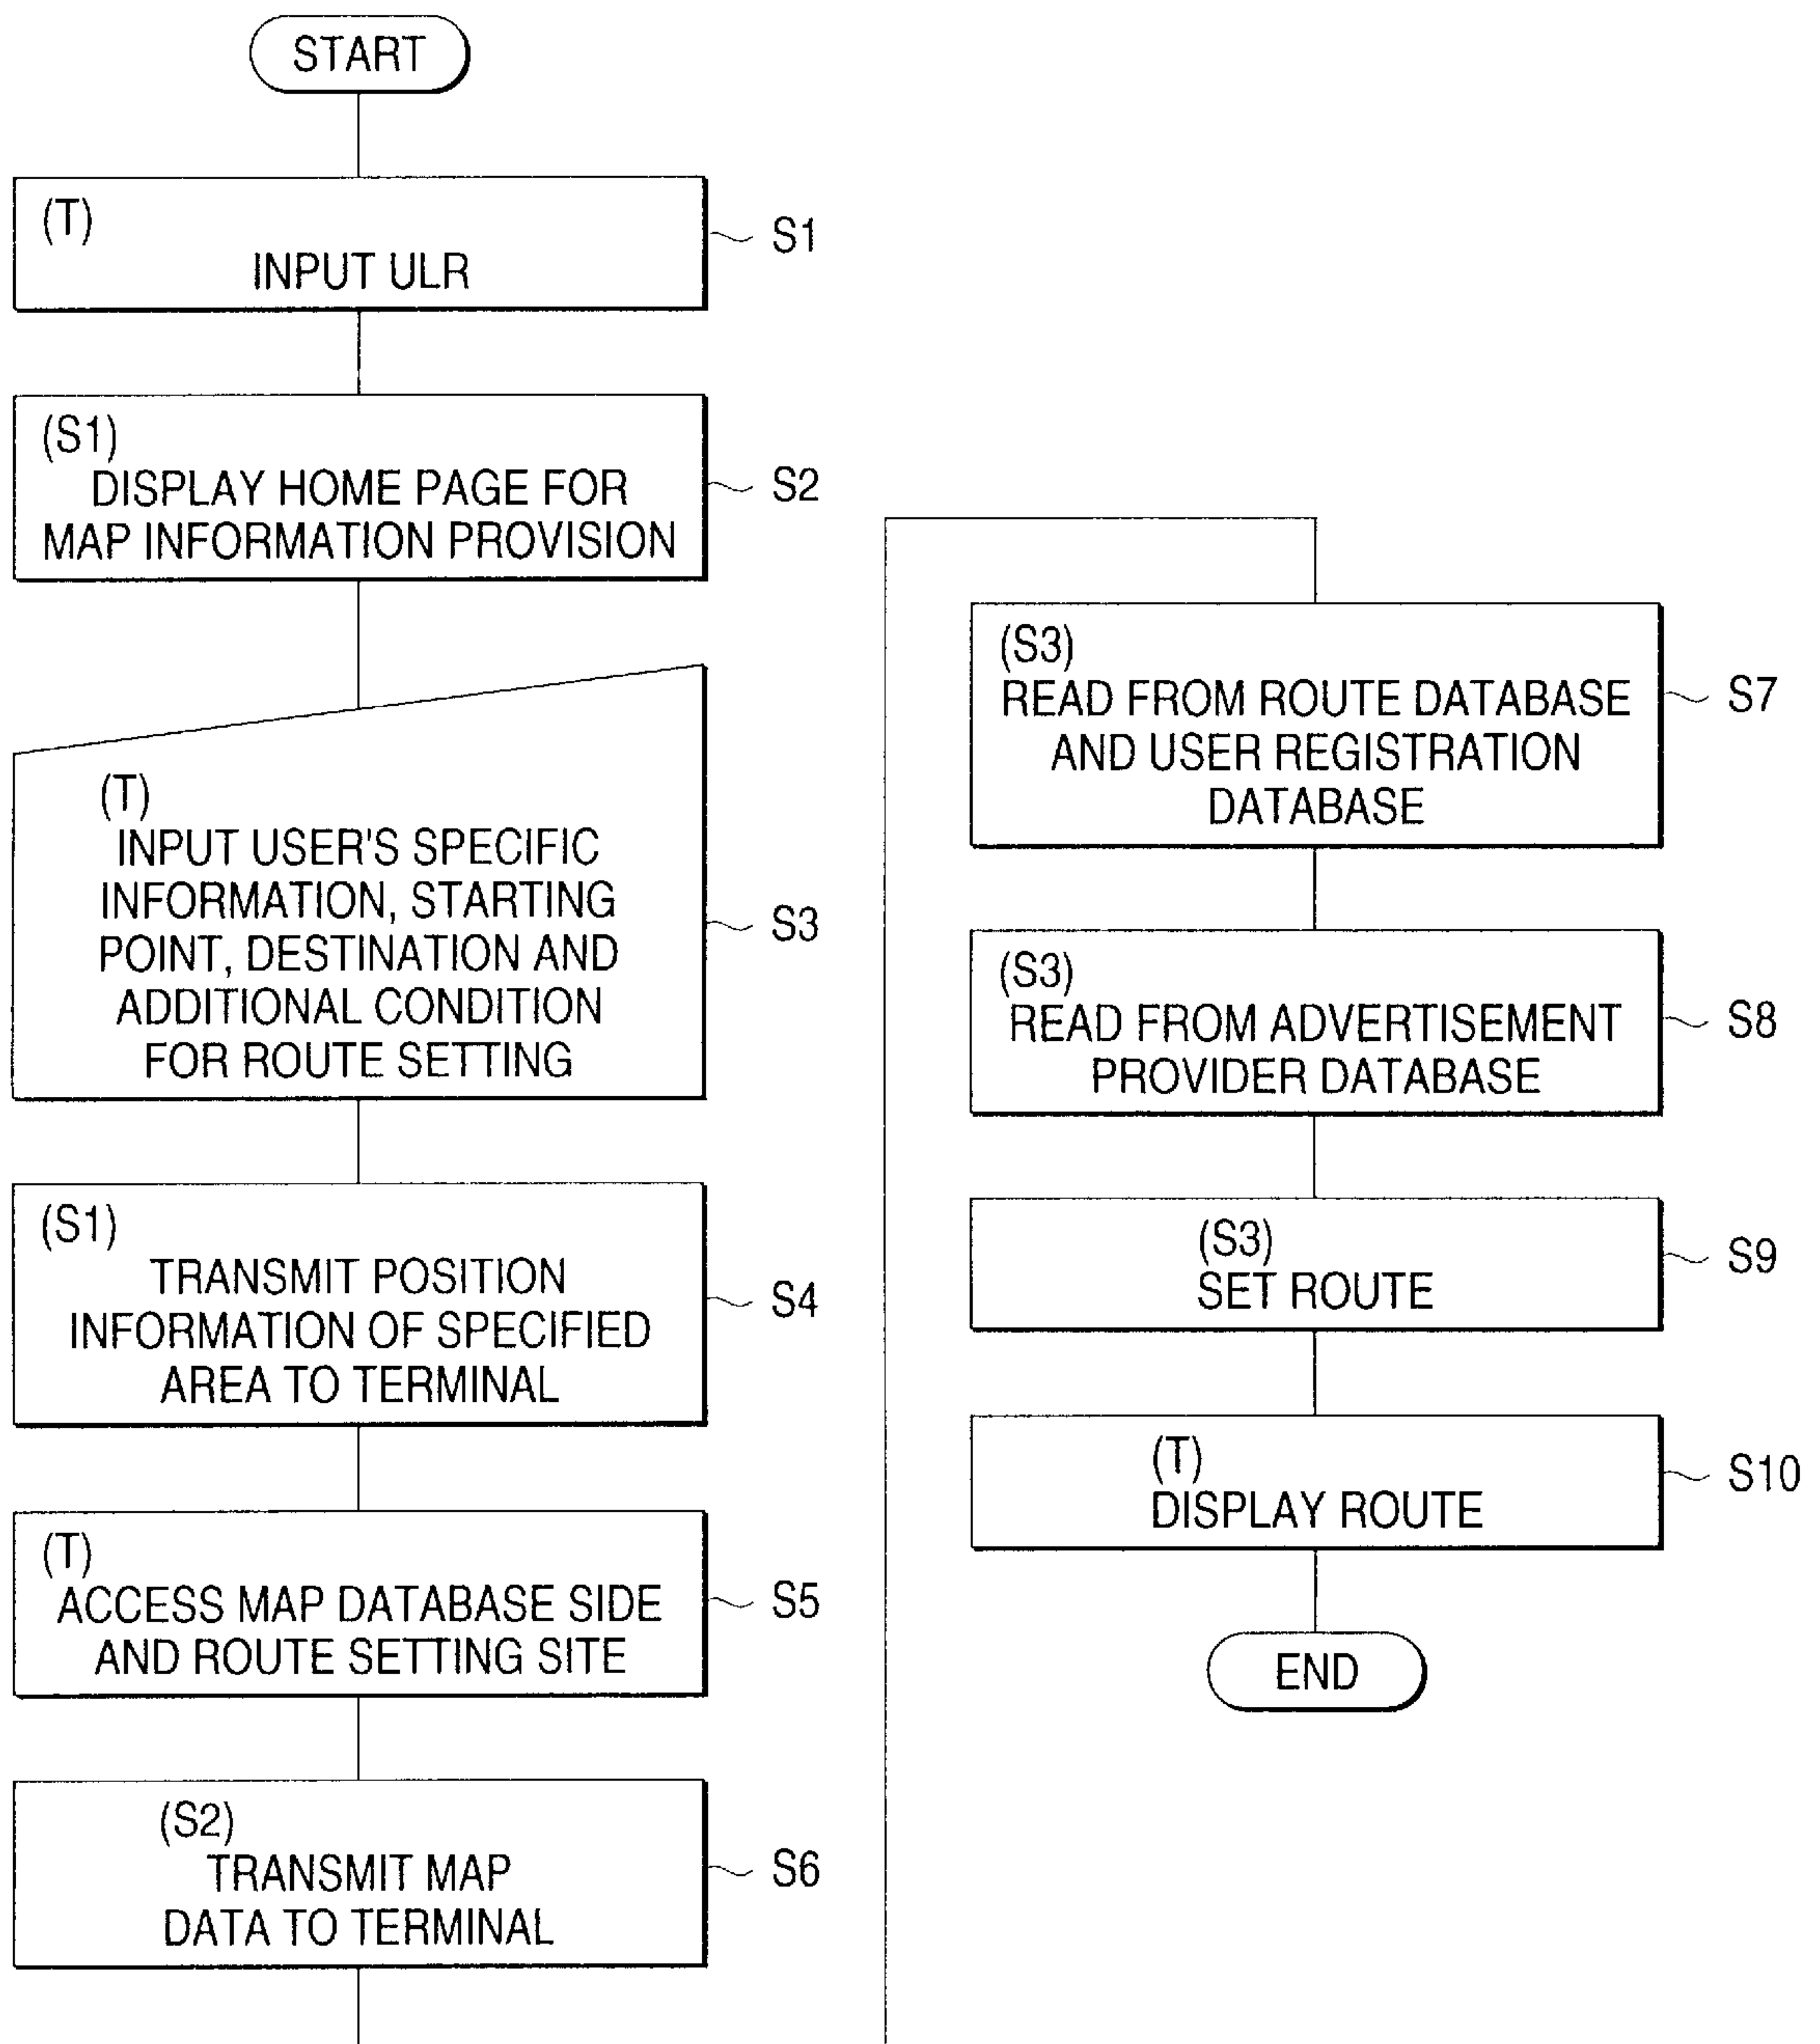 START
(T)
INPUT ULR
S1
(S1)
DISPLAY HOME PAGE FOR
MAP INFORMATION PROVISION
S2
(T)
INPUT USER'S SPECIFIC
INFORMATION, STARTING
POINT, DESTINATION AND
ADDITIONAL CONDITION
FOR ROUTE SETTING
S3
(S1)
TRANSMIT POSITION
INFORMATION OF SPECIFIED
AREA TO TERMINAL
S4
(T)
ACCESS MAP DATABASE SIDE
AND ROUTE SETTING SITE
S5
(S2)
TRANSMIT MAP
DATA TO TERMINAL
S6
(S3)
READ FROM ROUTE DATABASE
AND USER REGISTRATION
DATABASE
S7
(S3)
READ FROM ADVERTISEMENT
PROVIDER DATABASE
S8
(S3)
SET ROUTE
S9
(T)
DISPLAY ROUTE
S10
END